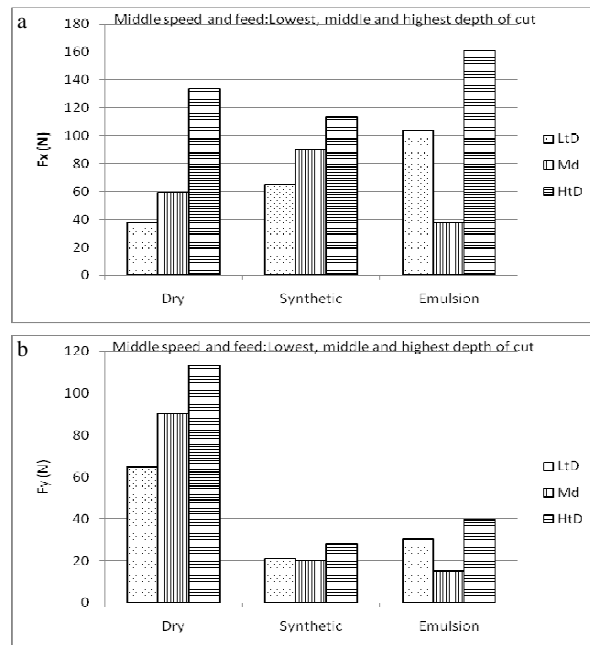 a
Middle speed and feed:Lowest, middle and highest depth of cut
180
160
140
120
100
80
60
40
20
0
Fx (N)
Dry
Synthetic
Emulsion
LtD
Md
HtD
b
Middle speed and feed:Lowest, middle and highest depth of cut
120
100
80
60
40
20
0
Fy (N)
Dry
Synthetic
Emulsion
LtD
Md
HtD